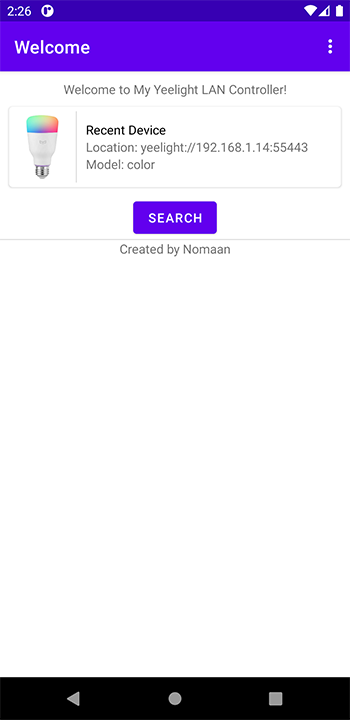 2:26
Welcome
Welcome to My Yeelight LAN Controller!
Recent Device
Location: yeelight://192.168.1.14:55443
Model: color
SEARCH
Created by Nomaan